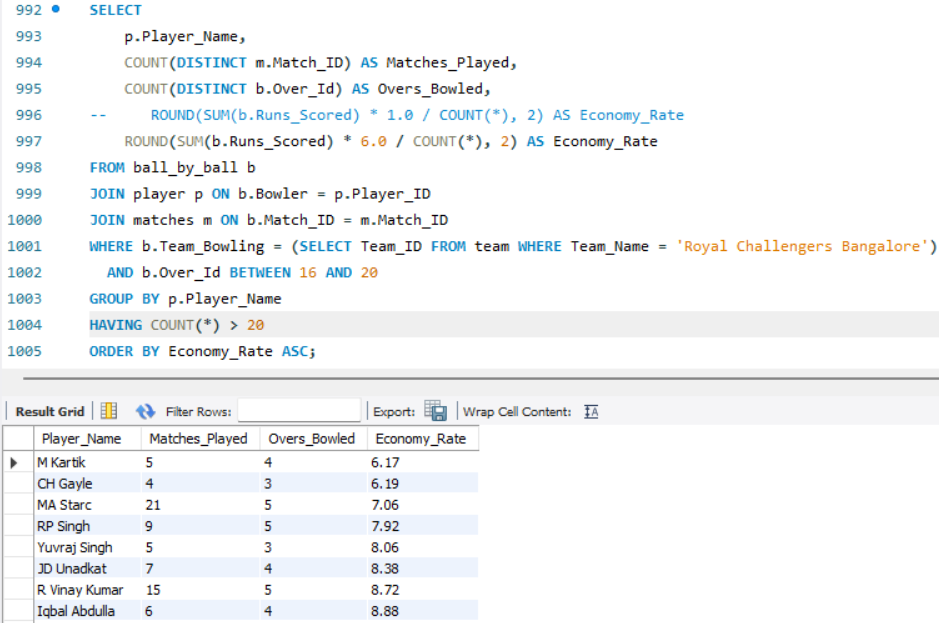 992 SELECT
993 p.Player_Name,
994 COUNT(DISTINCT m.Match_ID) AS Matches_Played,
995 COUNT(DISTINCT b.Over_Id) AS Overs_Bowled,
996 -- ROUND(SUM(b.Runs_Scored) * 1.0 / COUNT(*), 2) AS Economy_Rate
997 ROUND(SUM(b.Runs_Scored) * 6.0 / COUNT(*), 2) AS Economy_Rate
998 FROM ball_by_ball b
999 JOIN player p ON b.Bowler = p.Player_ID
1000 JOIN matches m ON b.Match_ID = m.Match_ID
1001 WHERE b.Team_Bowling = (SELECT Team_ID FROM team WHERE Team_Name = 'Royal Challengers Bangalore')
1002 AND b.Over_Id BETWEEN 16 AND 20
1003 GROUP BY p.Player_Name
1004 HAVING COUNT(*) > 20
1005 ORDER BY Economy_Rate ASC;
Result Grid Filter Rows: Export: Wrap Cell Content:
Player_Name Matches_Played Overs_Bowled Economy_Rate
M Kartik 5 4 6.17
CH Gayle 4 3 6.19
MA Starc 21 5 7.06
RP Singh 9 5 7.92
Yuvraj Singh 5 3 8.06
JD Unadkat 7 4 8.38
R Vinay Kumar 15 5 8.72
Iqbal Abdulla 6 4 8.88